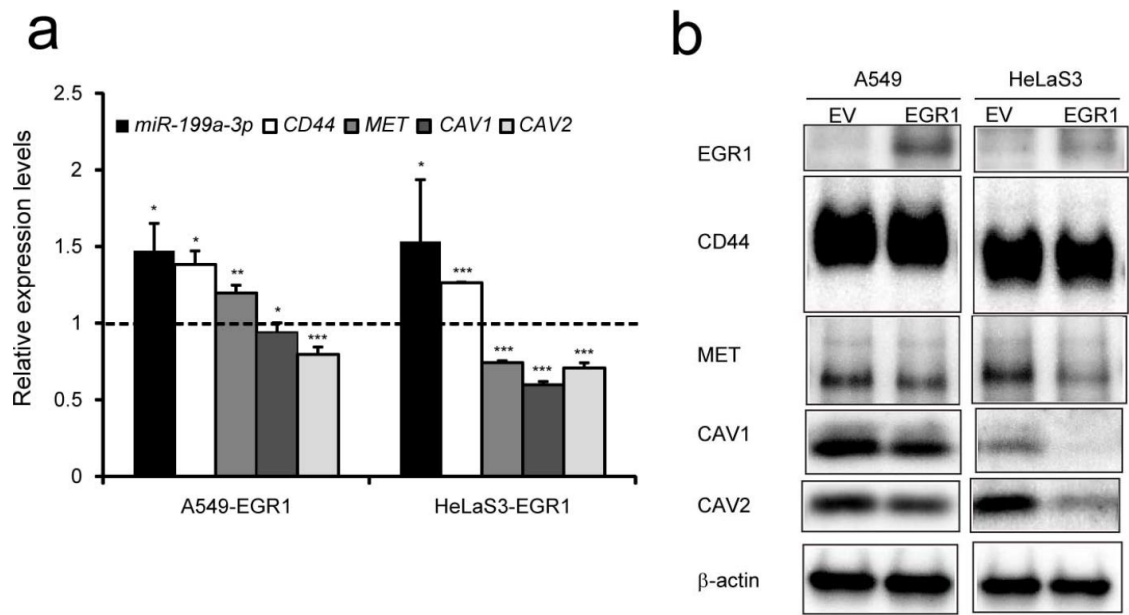 a
Relative expression levels
2.5
2
1.5
1
0.5
0
miR-199a-3p CD44 MET CAV1 CAV2
* * ** * ***
* *** *** *** ***
A549-EGR1 HeLaS3-EGR1
b
A549 HeLaS3
EV EGR1 EV EGR1
EGR1
CD44
MET
CAV1
CAV2
β-actin